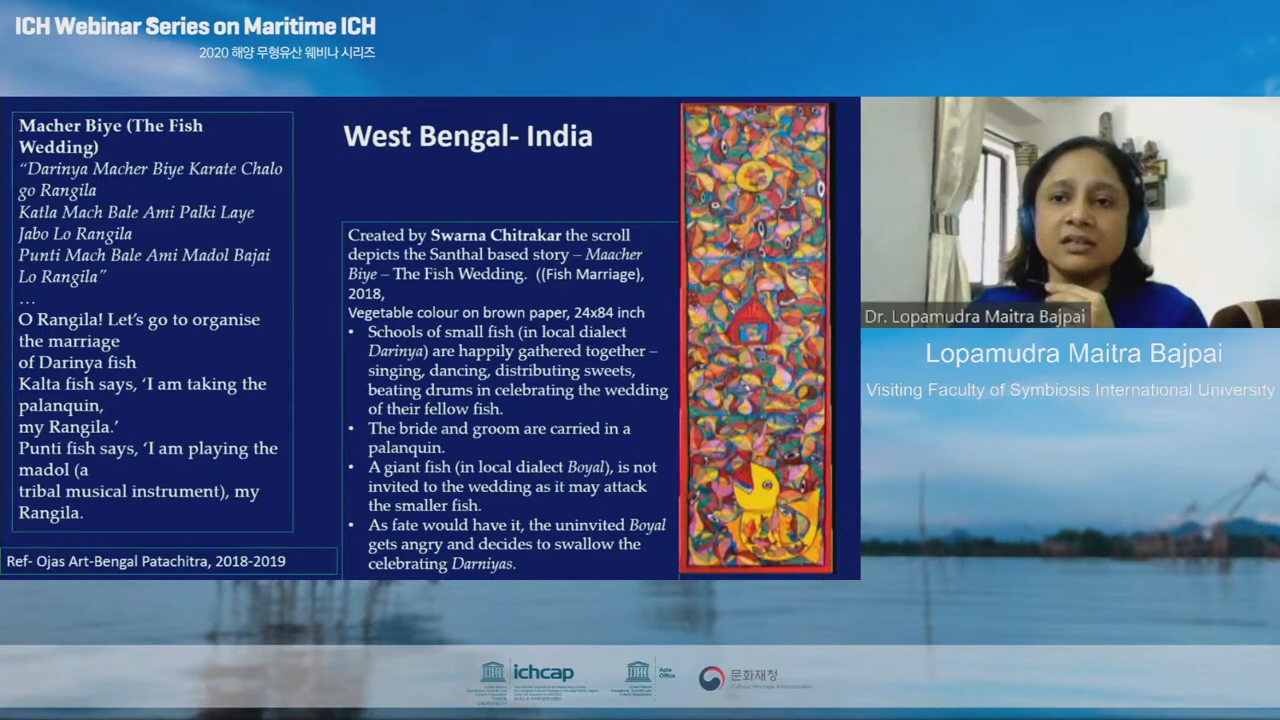 ICH Webinar Series on Maritime ICH
2020 해양 무형유산 웨비나 시리즈
Macher Biye (The Fish
Wedding)
“Darinya Macher Biye Karate Chalo
go Rangila
Katla Mach Bale Ami Palki Laye
Jabo Lo Rangila
Punti Mach Bale Ami Madol Bajai
Lo Rangila”
…
O Rangila! Let’s go to organise
the marriage
of Darinya fish
Kalta fish says, ‘I am taking the
palanquin,
my Rangila.’
Punti fish says, ‘I am playing the
madol (a
tribal musical instrument), my
Rangila.
Ref- Ojas Art-Bengal Patachitra, 2018-2019
West Bengal- India
Created by Swarna Chitrakar the scroll
depicts the Santhal based story – Maacher
Biye – The Fish Wedding. ((Fish Marriage),
2018,
Vegetable colour on brown paper, 24x84 inch
• Schools of small fish (in local dialect
Darinya) are happily gathered together –
singing, dancing, distributing sweets,
beating drums in celebrating the wedding
of their fellow fish.
• The bride and groom are carried in a
palanquin.
• A giant fish (in local dialect Boyal), is not
invited to the wedding as it may attack
the smaller fish.
• As fate would have it, the uninvited Boyal
gets angry and decides to swallow the
celebrating Darniyas.
Dr. Lopamudra Maitra Bajpai
Lopamudra Maitra Bajpai
Visiting Faculty of Symbiosis International University
ichcap
Apia
Office
문화재청
Cultural Heritage Administration